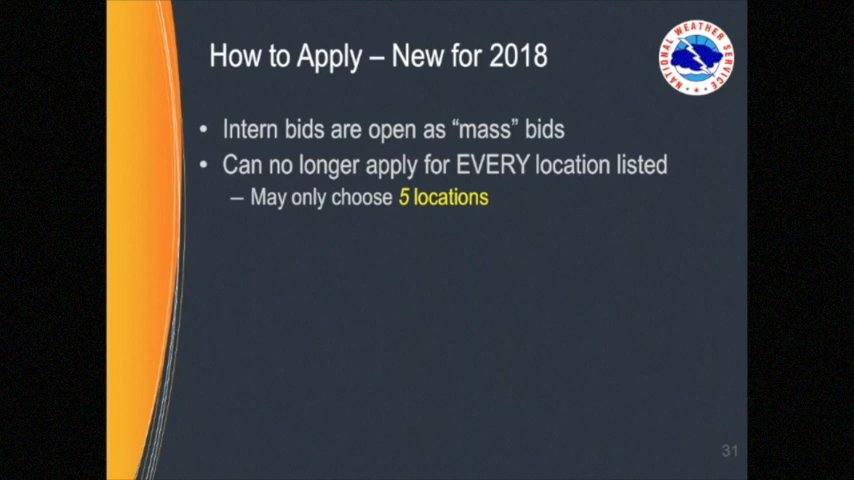 How to Apply – New for 2018
NATIONAL WEATHER SERVICE
• Intern bids are open as “mass” bids
• Can no longer apply for EVERY location listed
– May only choose 5 locations
31